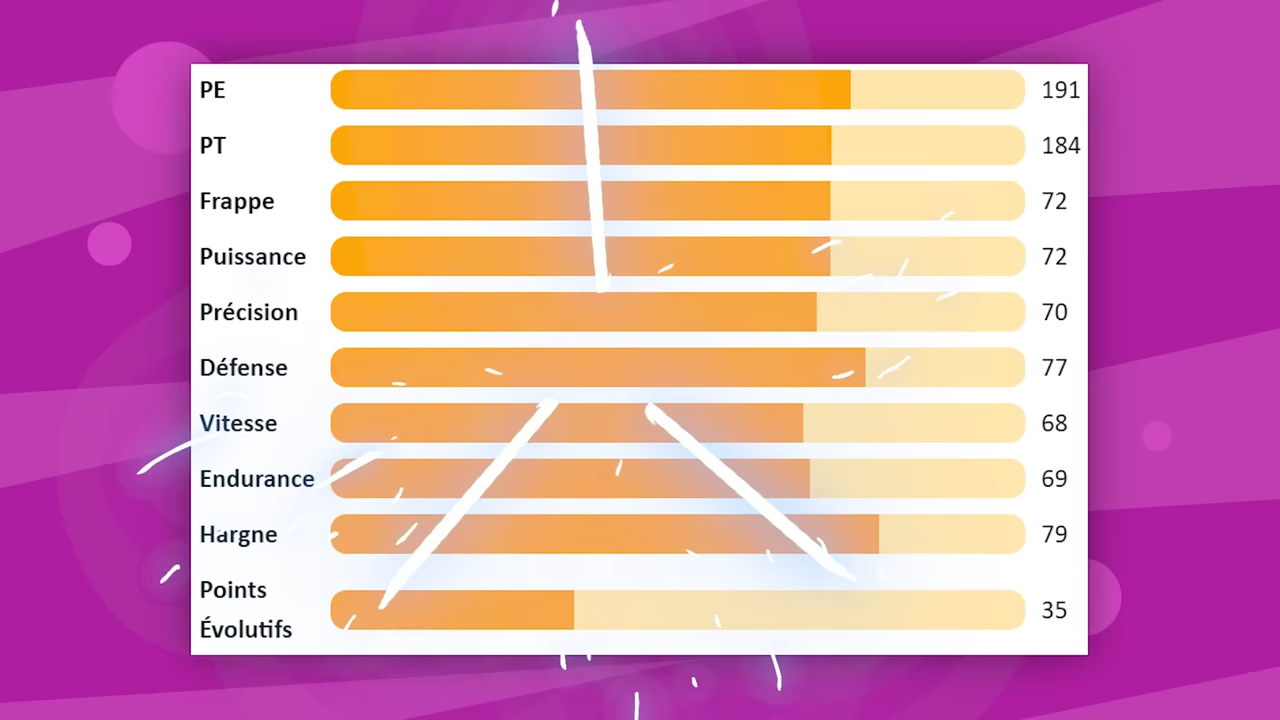 PE 191
PT 184
Frappe 72
Puissance 72
Précision 70
Défense 77
Vitesse 68
Endurance 69
Hargne 79
Points
Évolutifs 35